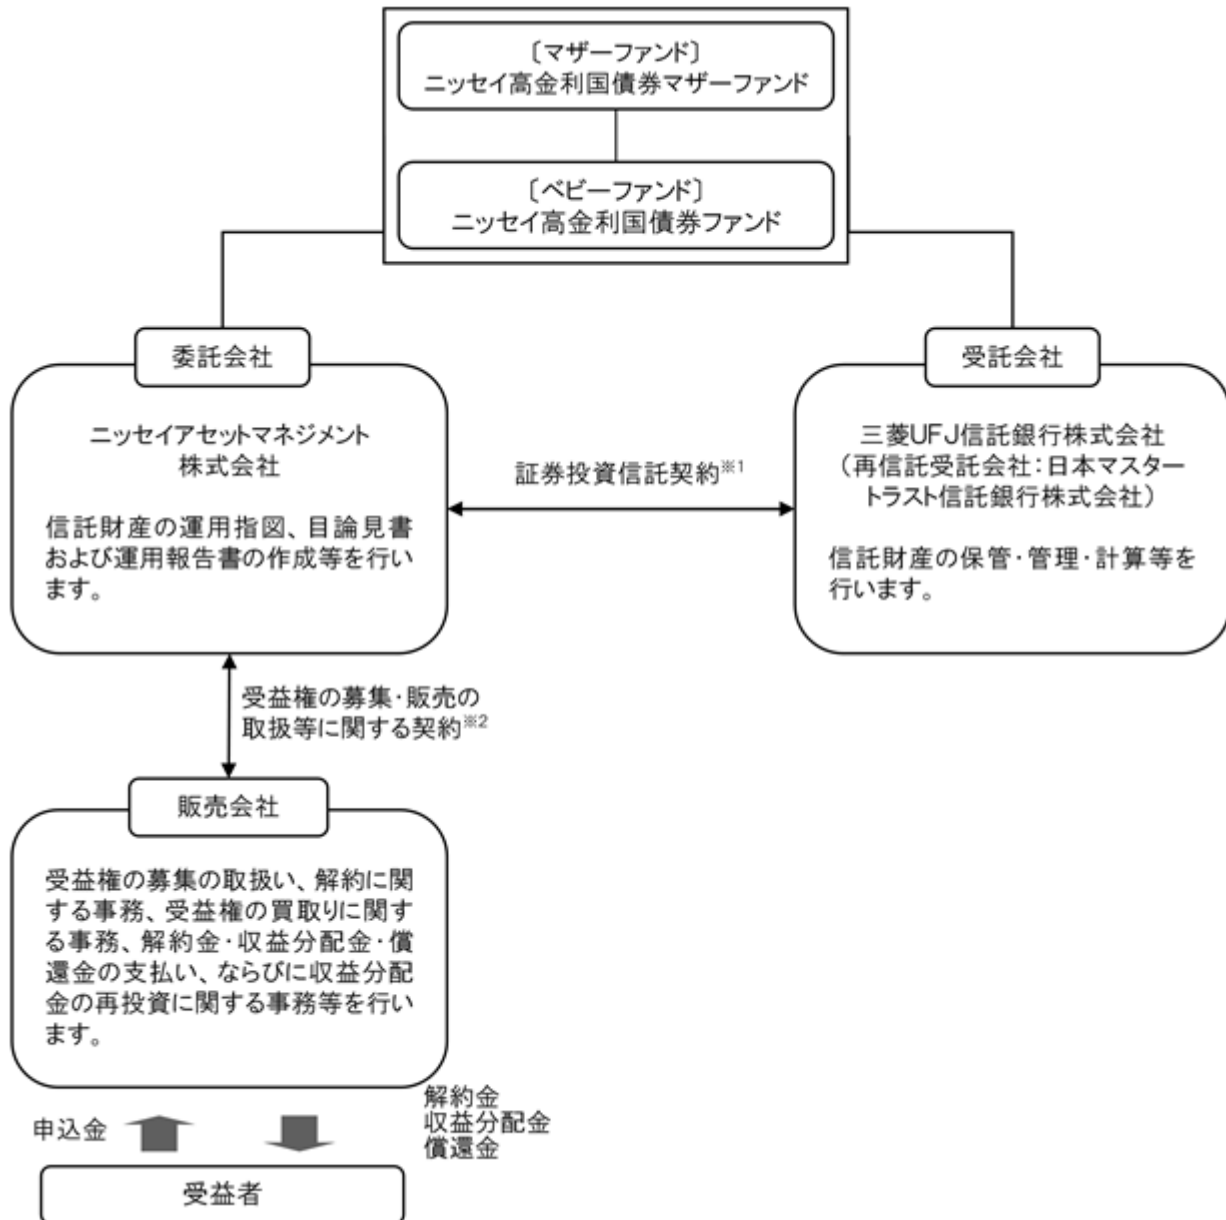 〔マザーファンド〕
ニッセイ高金利国債券マザーファンド
〔ベビーファンド〕
ニッセイ高金利国債券ファンド
委託会社
ニッセイアセットマネジメント
株式会社
信託財産の運用指図、目論見書
および運用報告書の作成等を行い
ます。
証券投資信託契約※1
受託会社
三菱UFJ信託銀行株式会社
（再信託受託会社：日本マスター
トラスト信託銀行株式会社）
信託財産の保管・管理・計算等を
行います。
受益権の募集・販売の
取扱等に関する契約※2
販売会社
受益権の募集の取扱い、解約に関
する事務、受益権の買取りに関す
る事務、解約金・収益分配金・償
還金の支払い、ならびに収益分配
金の再投資に関する事務等を行い
ます。
申込金
解約金
収益分配金
償還金
受益者